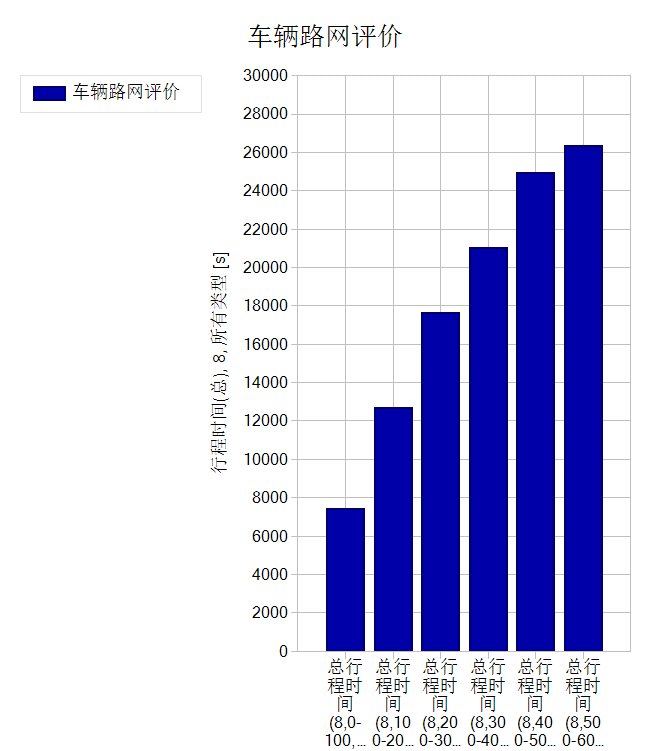 车辆路网评价
车辆路网评价
行程时间(总), 8, 所有类型 [s]
30000
28000
26000
24000
22000
20000
18000
16000
14000
12000
10000
8000
6000
4000
2000
0
总行
程时
间
(8,0-
100,...
总行
程时
间
(8,10
0-20...
总行
程时
间
(8,20
0-30...
总行
程时
间
(8,30
0-40...
总行
程时
间
(8,40
0-50...
总行
程时
间
(8,50
0-60...